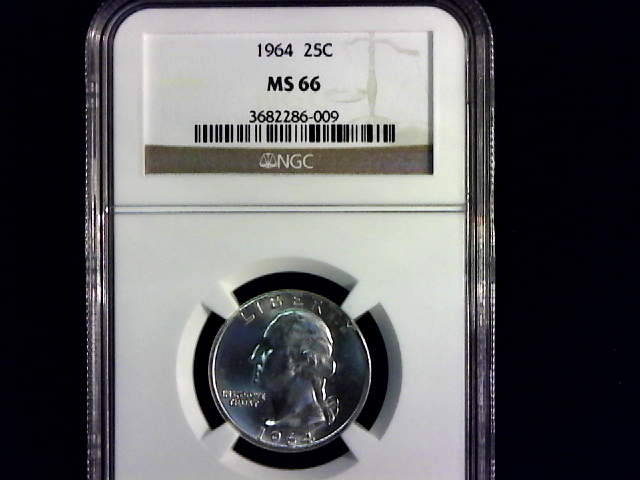 1964 25C
MS 66
3682286-009
NGC
LIBERTY
IN GOD WE
TRUST
1964